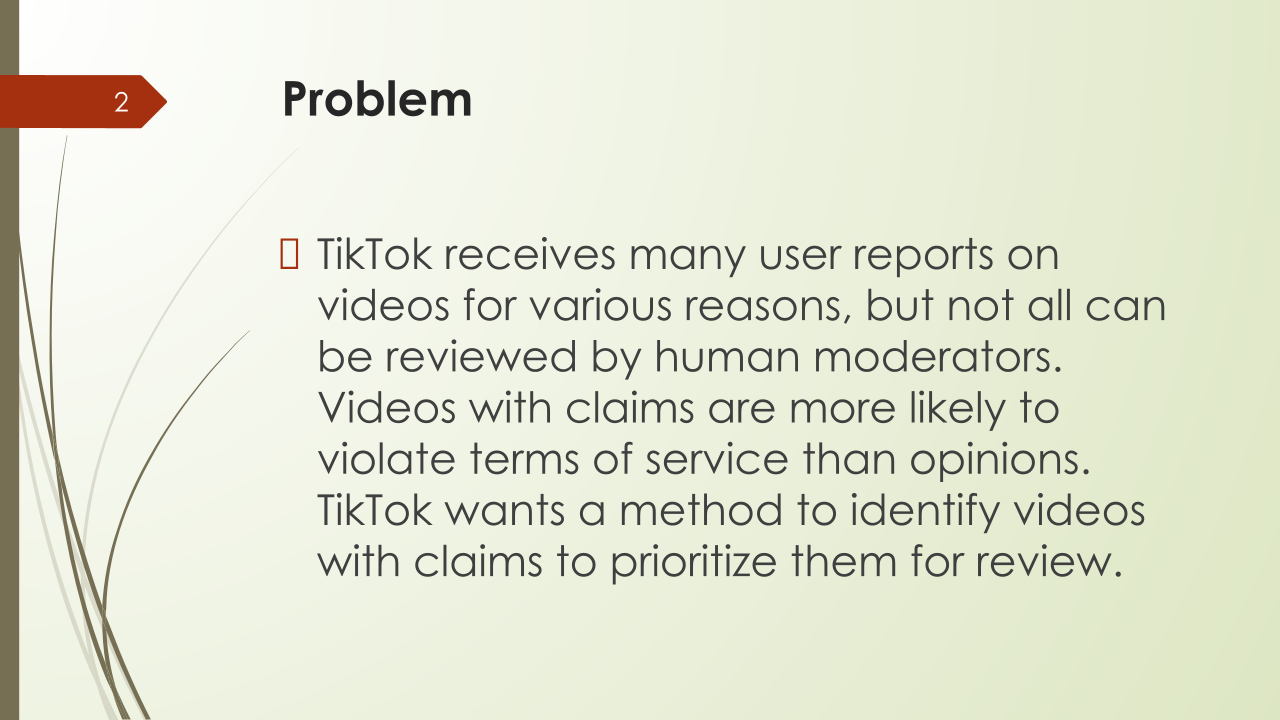 2
Problem
TikTok receives many user reports on
videos for various reasons, but not all can
be reviewed by human moderators.
Videos with claims are more likely to
violate terms of service than opinions.
TikTok wants a method to identify videos
with claims to prioritize them for review.